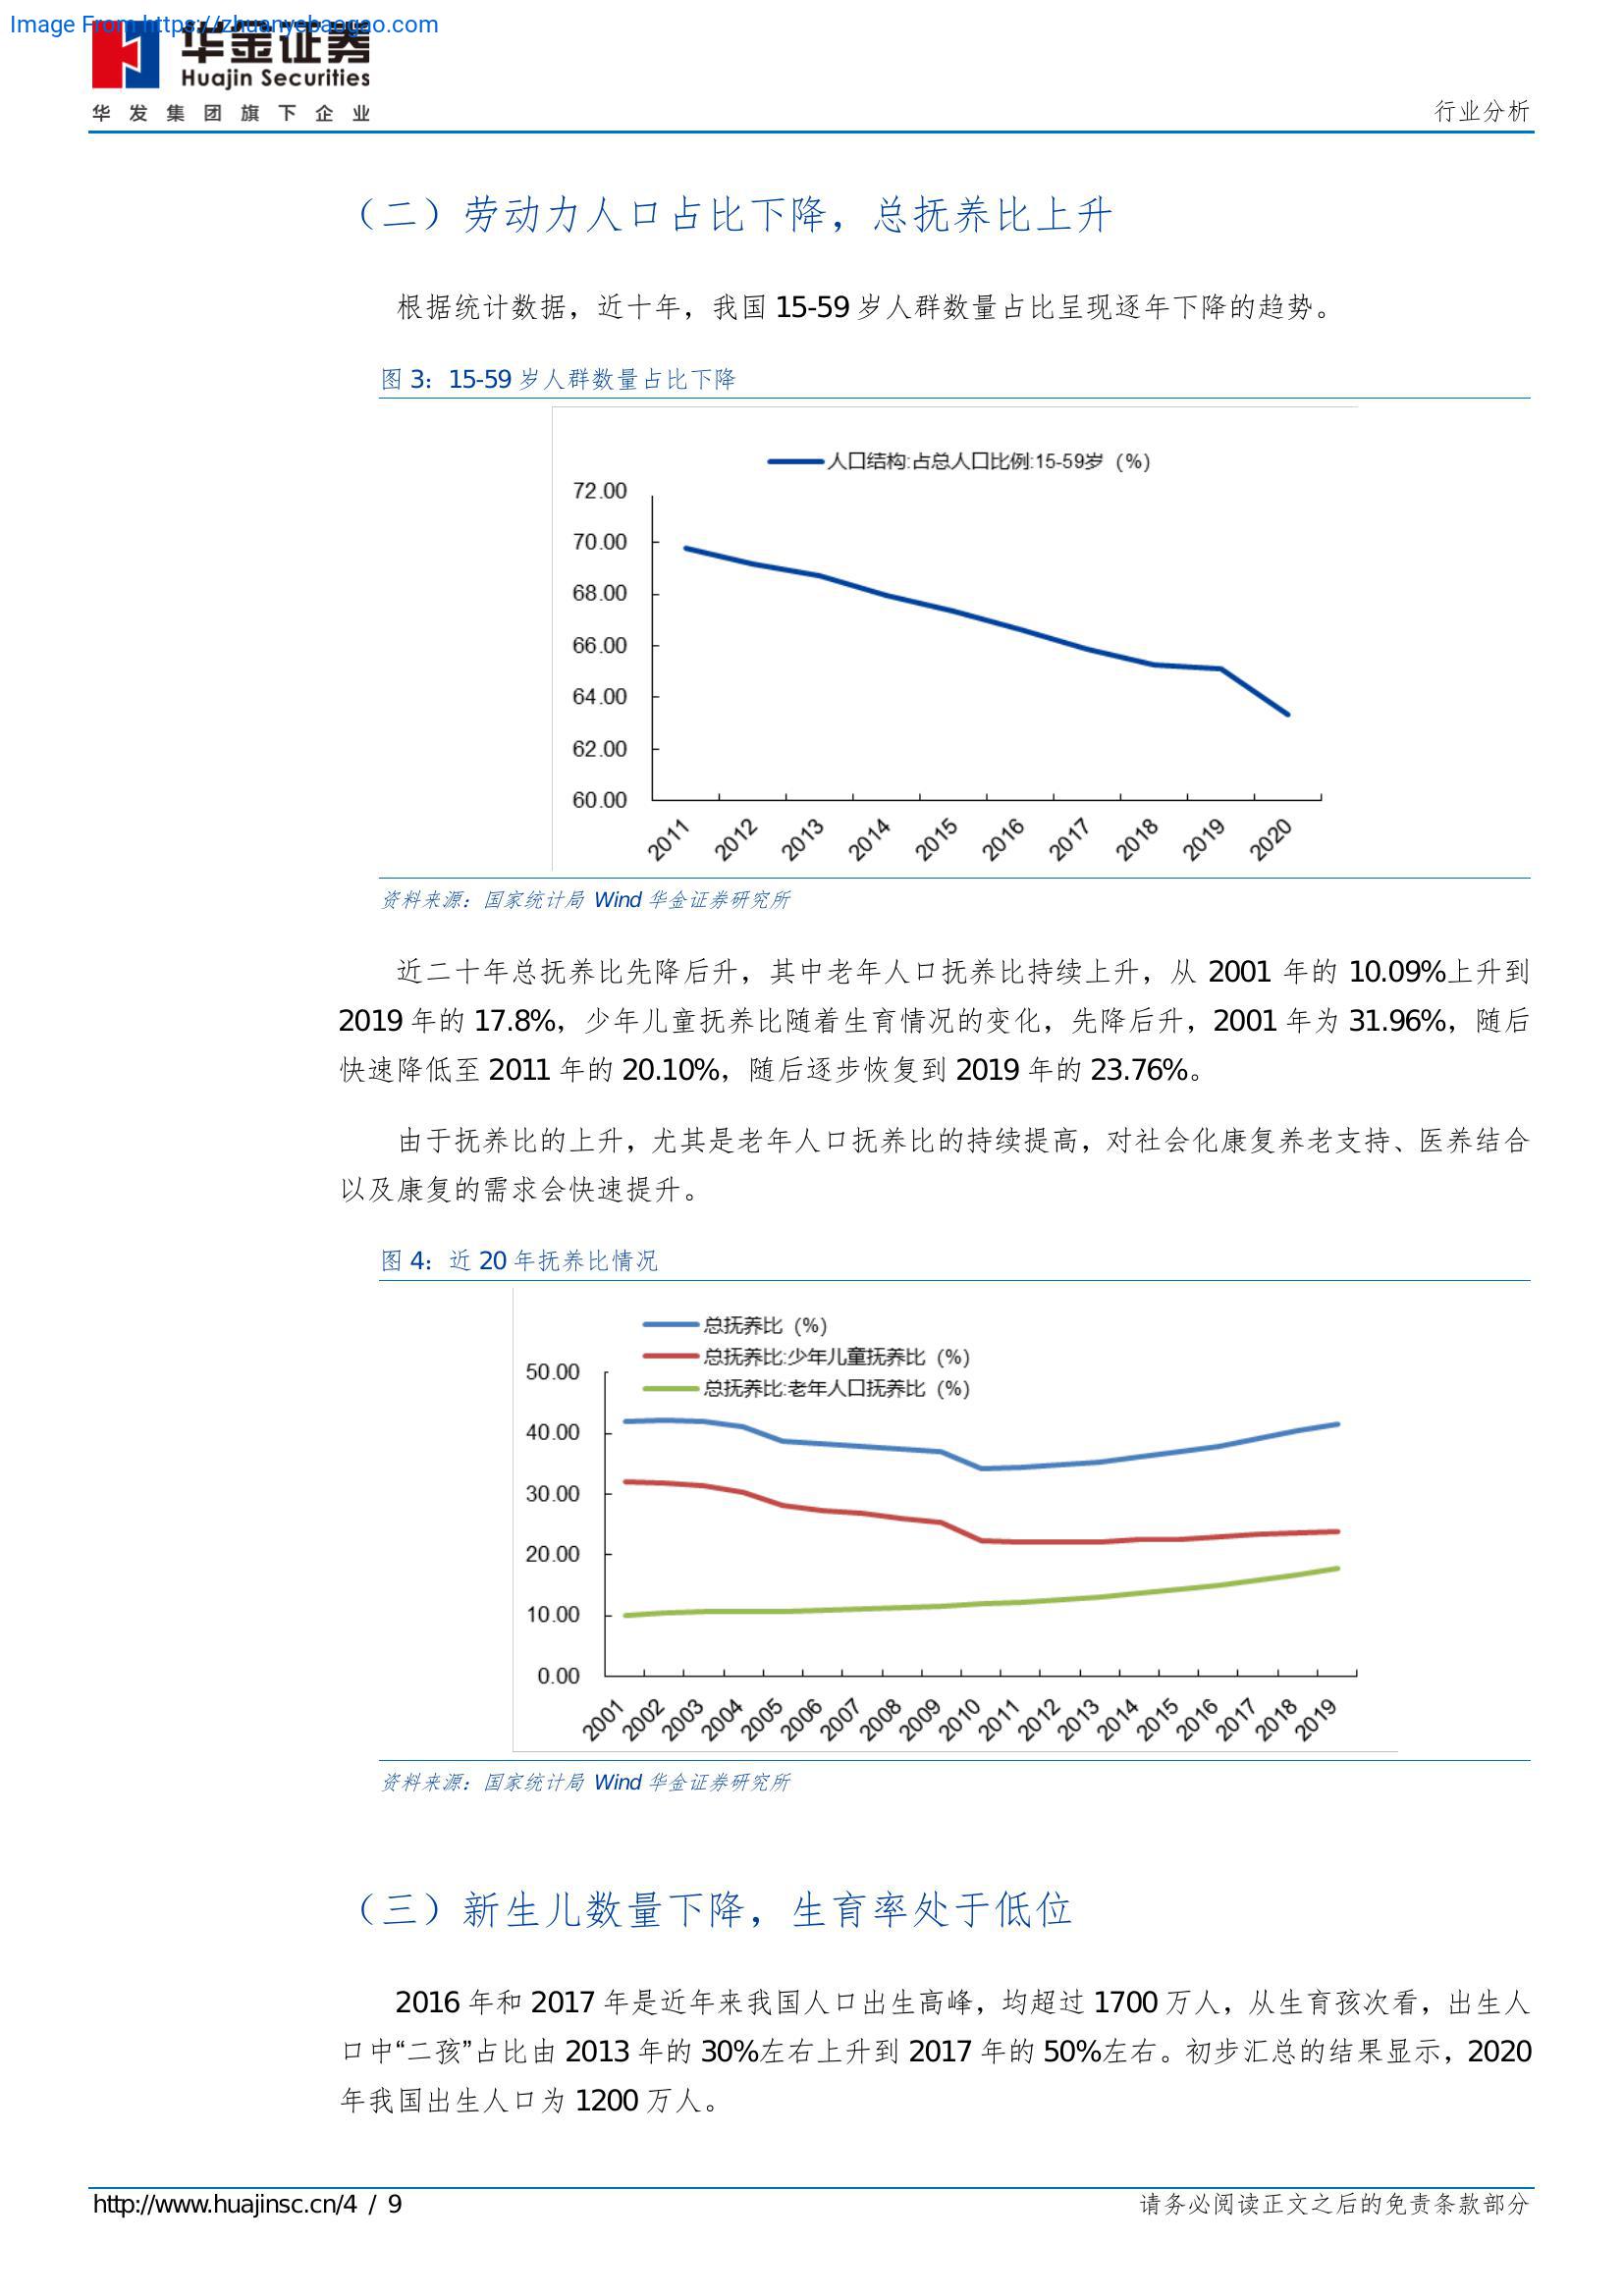 Image From https://zhuanyebaogao.com
华金证券
Huajin Securities
华发集团旗下企业
行业分析
（二）劳动力人口占比下降，总抚养比上升
根据统计数据，近十年，我国 15-59 岁人群数量占比呈现逐年下降的趋势。
图 3：15-59 岁人群数量占比下降
人口结构:占总人口比例:15-59岁（%）
72.00
70.00
68.00
66.00
64.00
62.00
60.00
2011 2012 2013 2014 2015 2016 2017 2018 2019 2020
资料来源：国家统计局 Wind 华金证券研究所
近二十年总抚养比先降后升，其中老年人口抚养比持续上升，从 2001 年的 10.09%上升到
2019 年的 17.8%，少年儿童抚养比随着生育情况的变化，先降后升，2001 年为 31.96%，随后
快速降低至 2011 年的 20.10%，随后逐步恢复到 2019 年的 23.76%。
由于抚养比的上升，尤其是老年人口抚养比的持续提高，对社会化康复养老支持、医养结合
以及康复的需求会快速提升。
图 4：近 20 年抚养比情况
总抚养比（%）
总抚养比:少年儿童抚养比（%）
总抚养比:老年人口抚养比（%）
50.00
40.00
30.00
20.00
10.00
0.00
2001 2002 2003 2004 2005 2006 2007 2008 2009 2010 2011 2012 2013 2014 2015 2016 2017 2018 2019
资料来源：国家统计局 Wind 华金证券研究所
（三）新生儿数量下降，生育率处于低位
2016 年和 2017 年是近年来我国人口出生高峰，均超过 1700 万人，从生育孩次看，出生人
口中“二孩”占比由 2013 年的 30%左右上升到 2017 年的 50%左右。初步汇总的结果显示，2020
年我国出生人口为 1200 万人。
http://www.huajinsc.cn/4 / 9
请务必阅读正文之后的免责条款部分